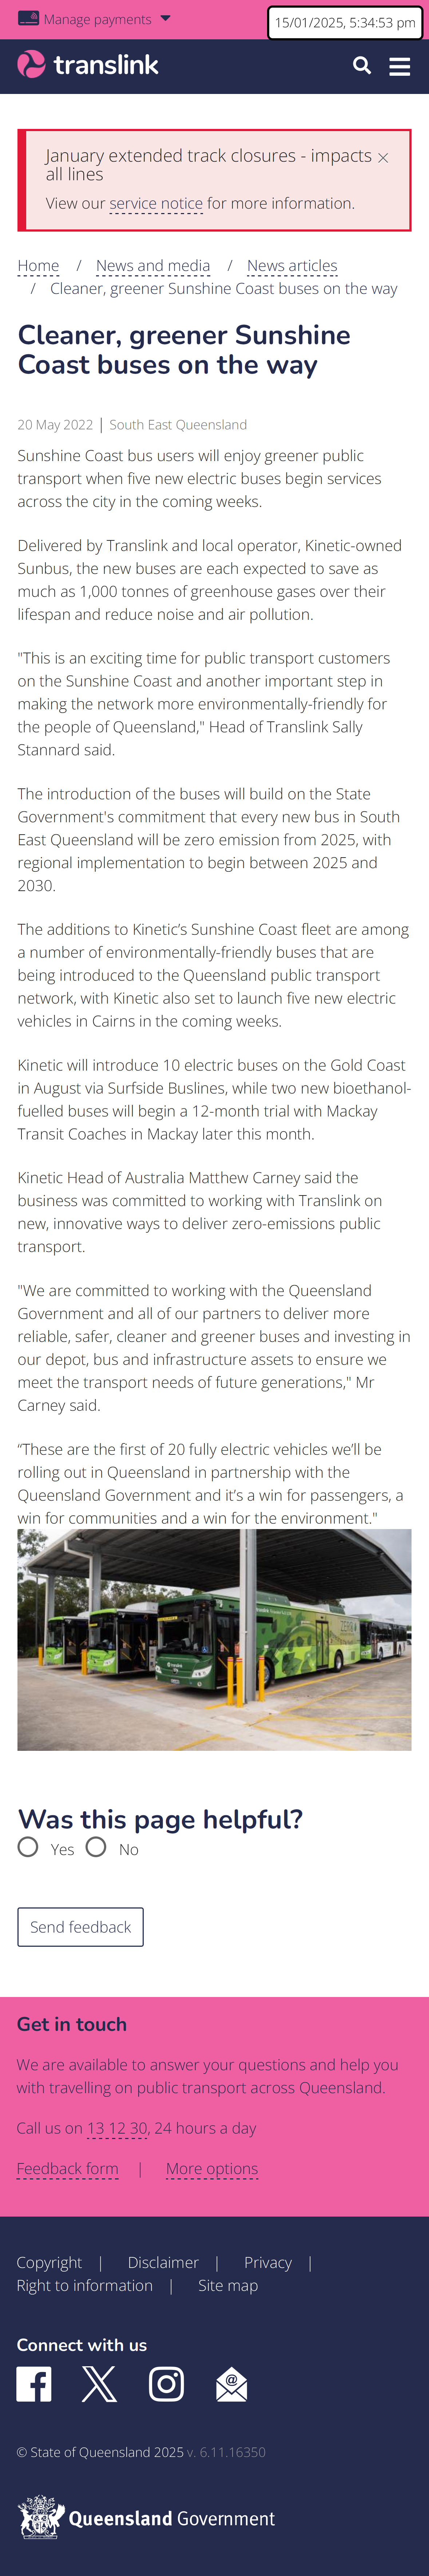 Manage payments
15/01/2025, 5:34:53 pm
translink
January extended track closures - impacts
all lines
View our service notice for more information.
Home / News and media / News articles
/ Cleaner, greener Sunshine Coast buses on the way
Cleaner, greener Sunshine
Coast buses on the way
20 May 2022 | South East Queensland
Sunshine Coast bus users will enjoy greener public
transport when five new electric buses begin services
across the city in the coming weeks.
Delivered by Translink and local operator, Kinetic-owned
Sunbus, the new buses are each expected to save as
much as 1,000 tonnes of greenhouse gases over their
lifespan and reduce noise and air pollution.
"This is an exciting time for public transport customers
on the Sunshine Coast and another important step in
making the network more environmentally-friendly for
the people of Queensland," Head of Translink Sally
Stannard said.
The introduction of the buses will build on the State
Government's commitment that every new bus in South
East Queensland will be zero emission from 2025, with
regional implementation to begin between 2025 and
2030.
The additions to Kinetic’s Sunshine Coast fleet are among
a number of environmentally-friendly buses that are
being introduced to the Queensland public transport
network, with Kinetic also set to launch five new electric
vehicles in Cairns in the coming weeks.
Kinetic will introduce 10 electric buses on the Gold Coast
in August via Surfside Buslines, while two new bioethanol-
fuelled buses will begin a 12-month trial with Mackay
Transit Coaches in Mackay later this month.
Kinetic Head of Australia Matthew Carney said the
business was committed to working with Translink on
new, innovative ways to deliver zero-emissions public
transport.
"We are committed to working with the Queensland
Government and all of our partners to deliver more
reliable, safer, cleaner and greener buses and investing in
our depot, bus and infrastructure assets to ensure we
meet the transport needs of future generations," Mr
Carney said.
“These are the first of 20 fully electric vehicles we’ll be
rolling out in Queensland in partnership with the
Queensland Government and it’s a win for passengers, a
win for communities and a win for the environment."
Was this page helpful?
Yes No
Send feedback
Get in touch
We are available to answer your questions and help you
with travelling on public transport across Queensland.
Call us on 13 12 30, 24 hours a day
Feedback form | More options
Copyright | Disclaimer | Privacy |
Right to information | Site map
Connect with us
© State of Queensland 2025 v. 6.11.16350
Queensland Government